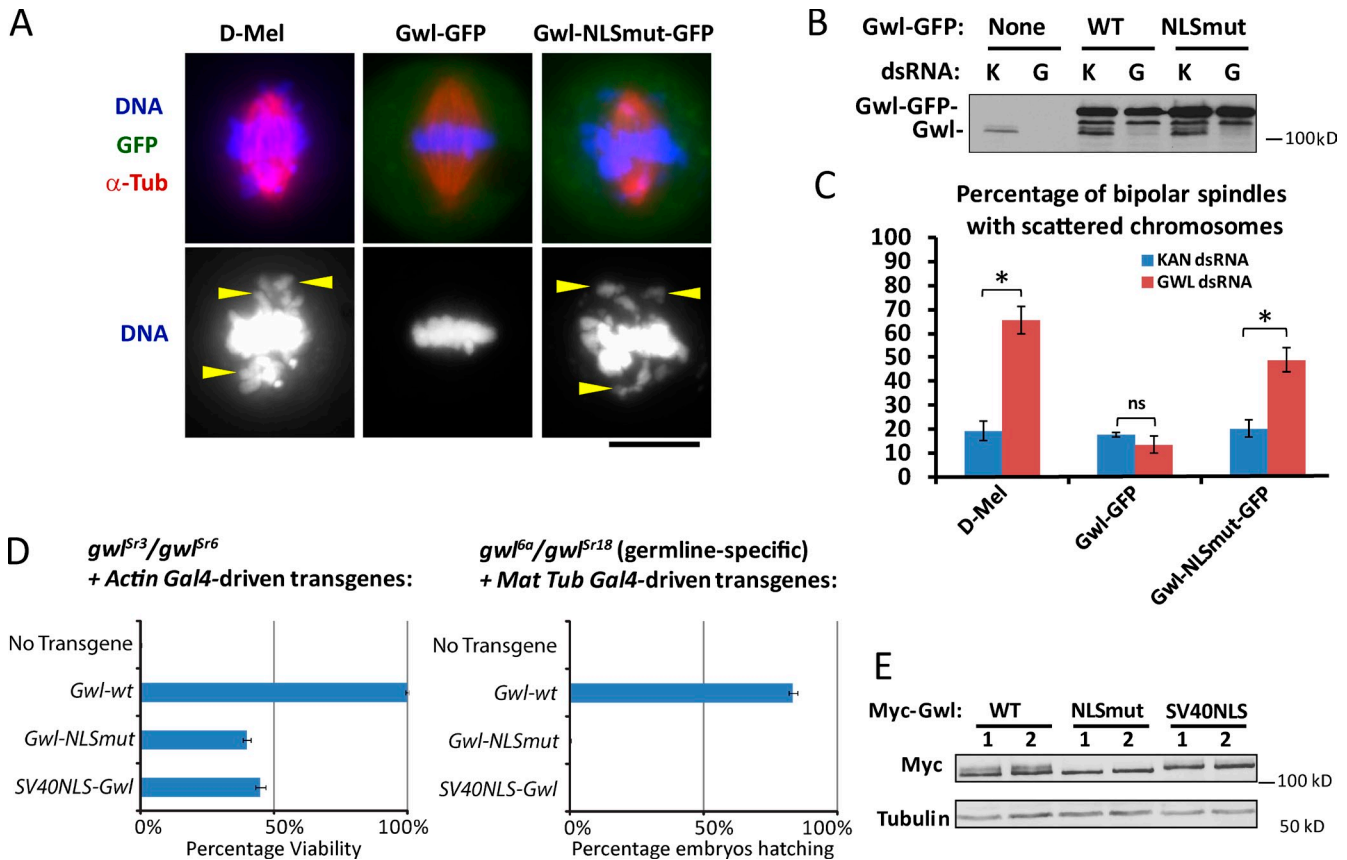 A
D-Mel
Gwl-GFP
Gwl-NLSmut-GFP
DNA
GFP
α-Tub
DNA
B
Gwl-GFP: None WT NLSmut
dsRNA: K G K G K G
Gwl-GFP-
Gwl-
100kD
C
Percentage of bipolar spindles
with scattered chromosomes
100
90
80
70
60
50
40
30
20
10
0
KAN dsRNA
GWL dsRNA
*
ns
*
D-Mel
Gwl-GFP
Gwl-NLSmut-GFP
D
gwlSr3/gwlSr6
+ Actin Gal4-driven transgenes:
No Transgene
Gwl-wt
Gwl-NLSmut
SV40NLS-Gwl
0% 50% 100%
Percentage Viability
gwl6a/gwlSr18 (germline-specific)
+ Mat Tub Gal4-driven transgenes:
No Transgene
Gwl-wt
Gwl-NLSmut
SV40NLS-Gwl
0% 50% 100%
Percentage embryos hatching
E
Myc-Gwl: WT NLSmut SV40NLS
1 2 1 2 1 2
Myc
100 kD
Tubulin
50 kD